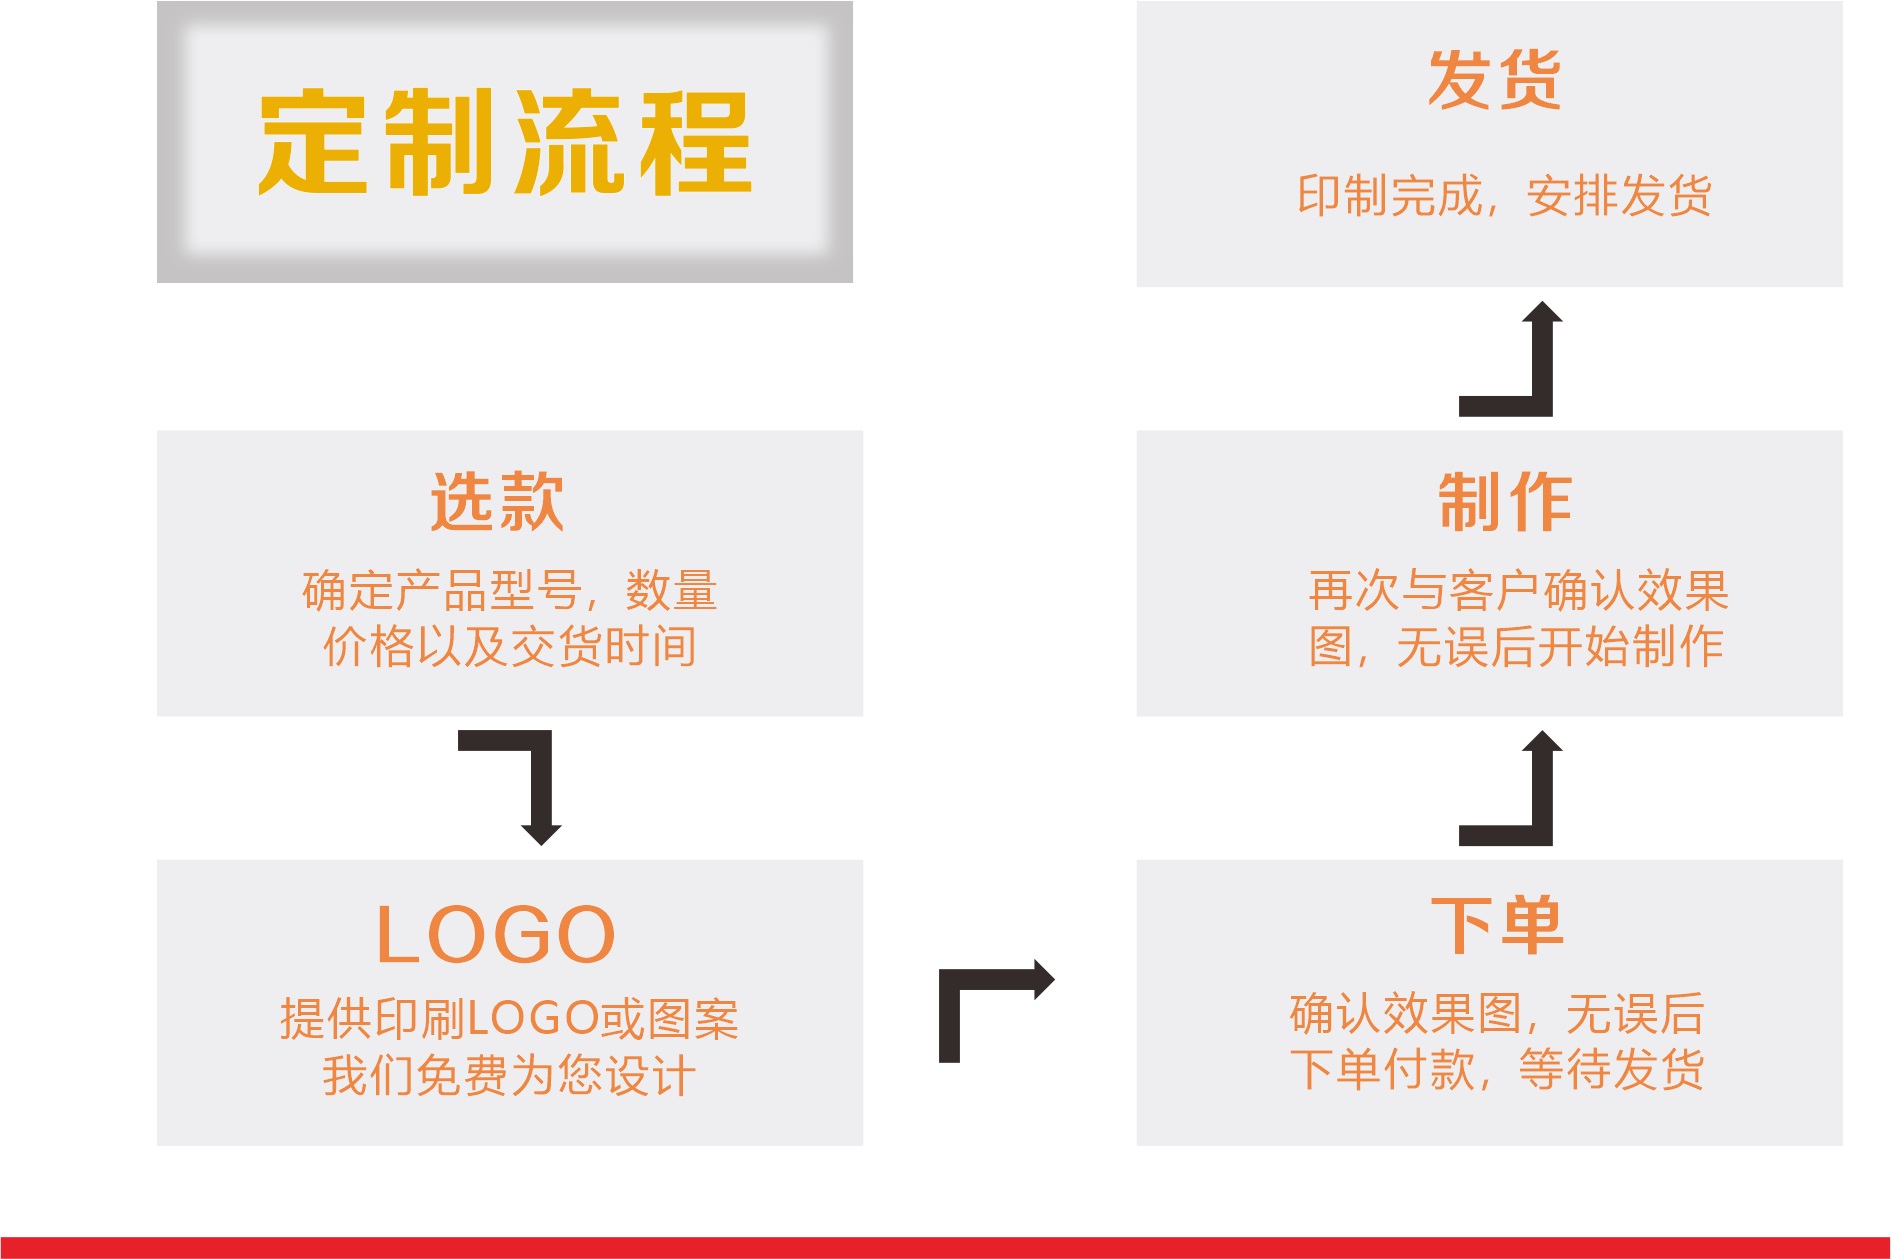 定制流程
选款
确定产品型号，数量
价格以及交货时间
LOGO
提供印刷LOGO或图案
我们免费为您设计
下单
确认效果图，无误后
下单付款，等待发货
制作
再次与客户确认效果
图，无误后开始制作
发货
印制完成，安排发货